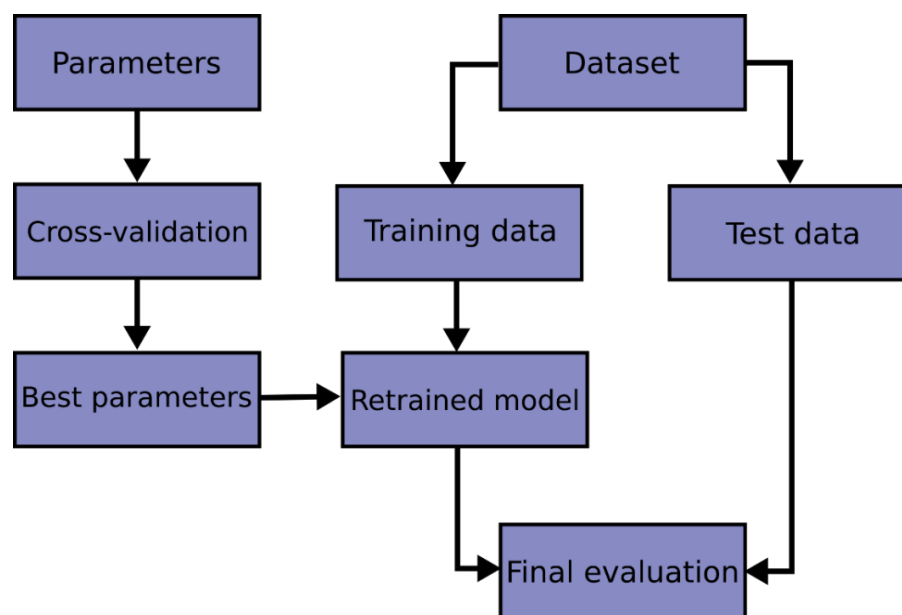 Parameters
Dataset
Cross-validation
Training data
Test data
Best parameters
Retrained model
Final evaluation